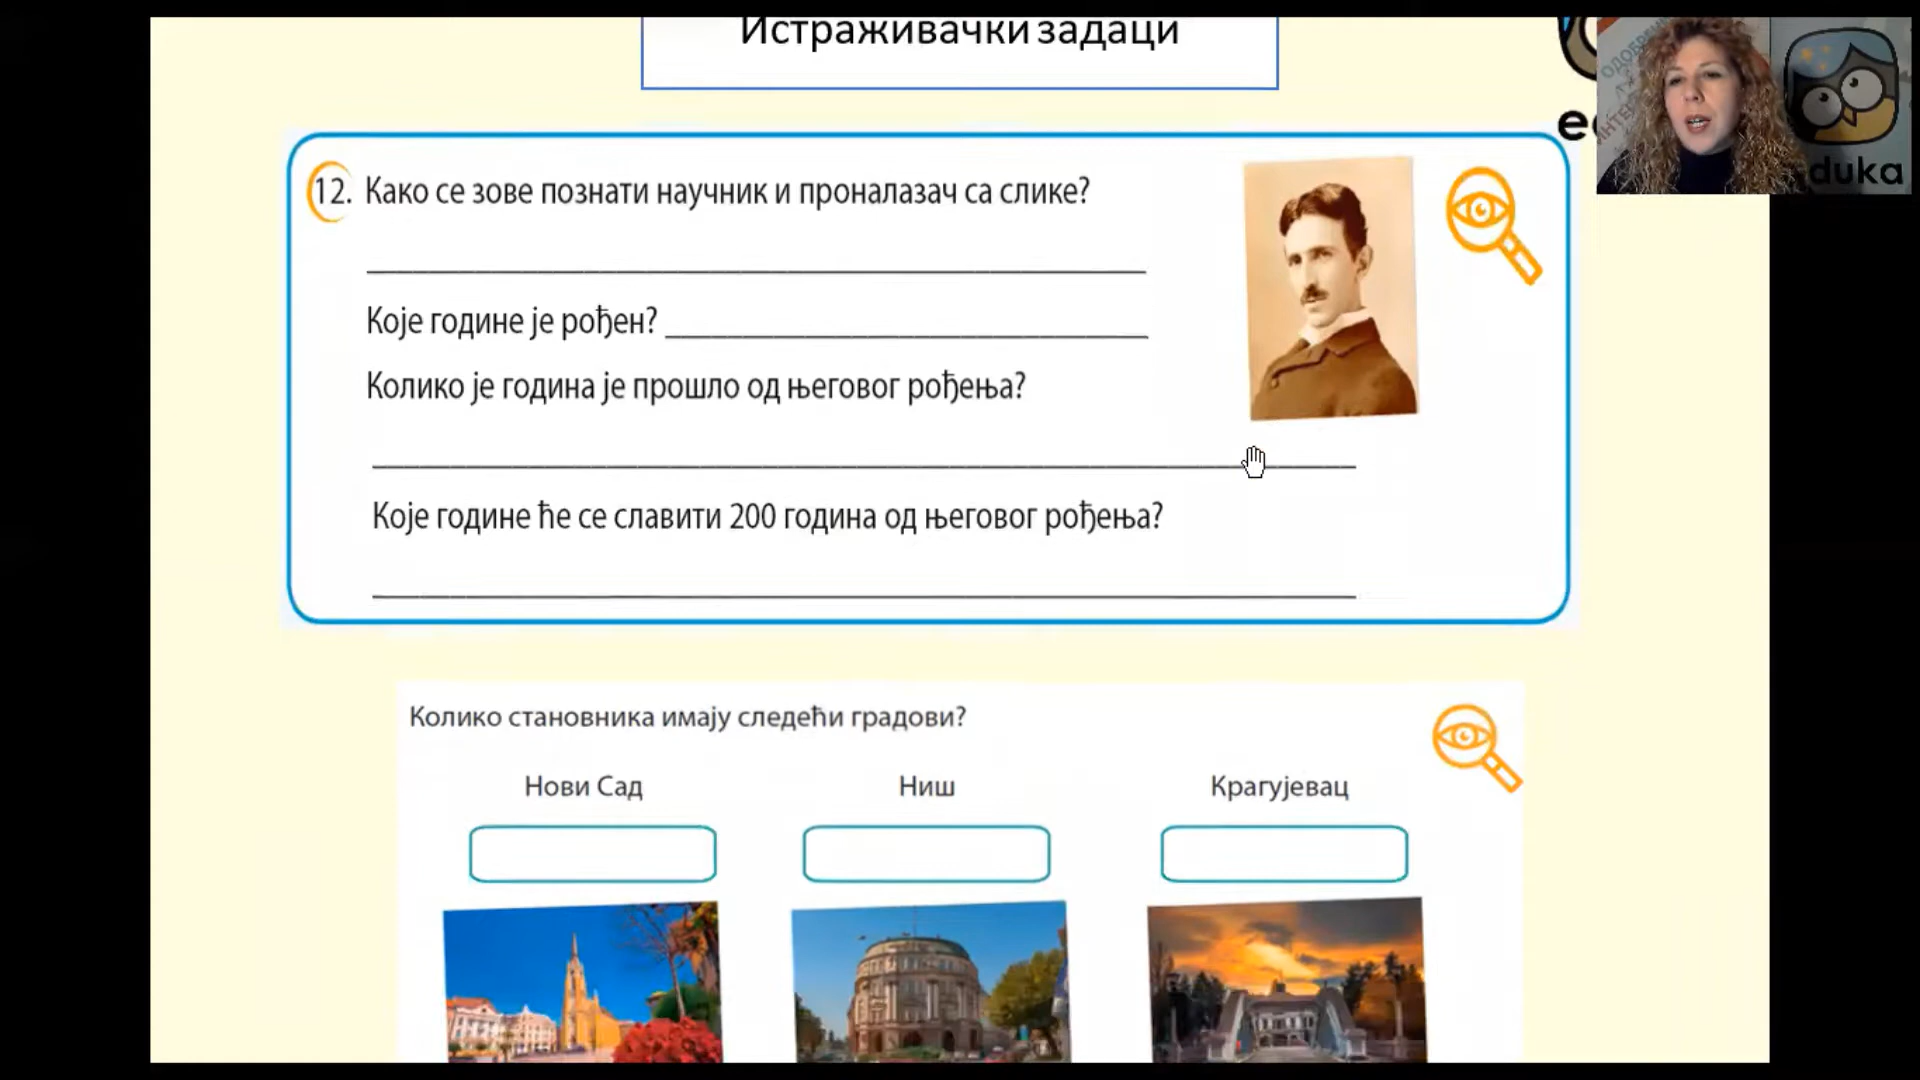 Истраживачки задаци
12. Како се зове познати научник и проналазач са слике?
Које године је рођен?
Колико је година је прошло од његовог рођења?
Које године ће се славити 200 година од његовог рођења?
Колико становника имају следећи градови?
Нови Сад
Ниш
Крагујевац
duka